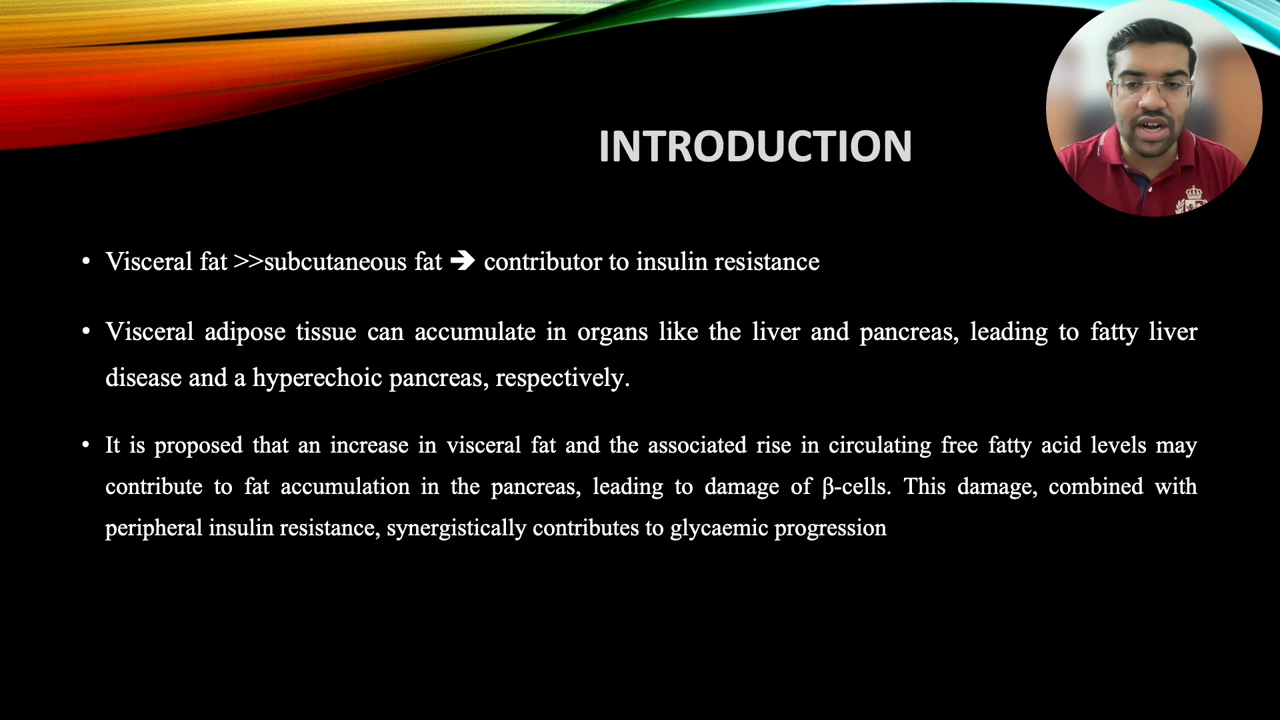 INTRODUCTION
• Visceral fat >>subcutaneous fat 🡪 contributor to insulin resistance
• Visceral adipose tissue can accumulate in organs like the liver and pancreas, leading to fatty liver
disease and a hyperechoic pancreas, respectively.
• It is proposed that an increase in visceral fat and the associated rise in circulating free fatty acid levels may
contribute to fat accumulation in the pancreas, leading to damage of β-cells. This damage, combined with
peripheral insulin resistance, synergistically contributes to glycaemic progression